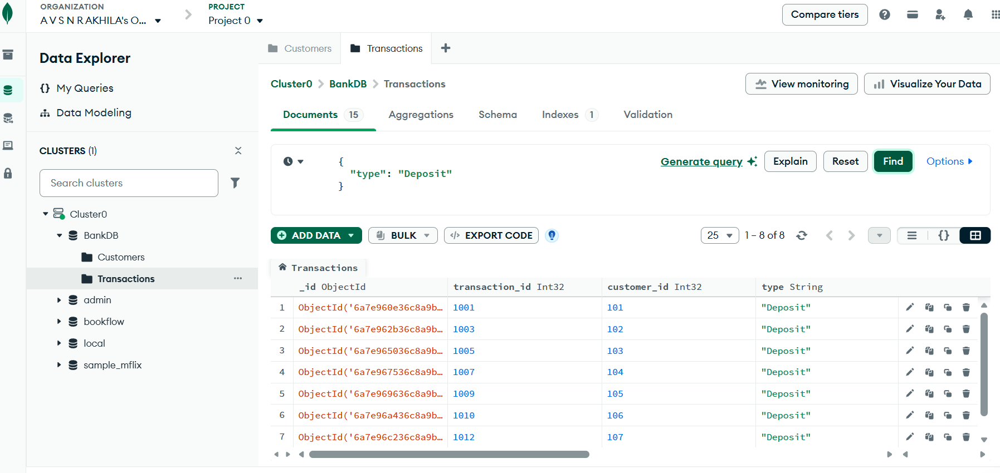 ORGANIZATION
A V S N R AKHILA's O...
PROJECT
Project 0
Compare tiers
Data Explorer
My Queries
Data Modeling
CLUSTERS (1)
Search clusters
Cluster0
BankDB
Customers
Transactions
admin
bookflow
local
sample_mflix
Customers
Transactions
Cluster0 > BankDB > Transactions
View monitoring
Visualize Your Data
Documents 15
Aggregations
Schema
Indexes 1
Validation
{
"type": "Deposit"
}
Generate query
Explain
Reset
Find
Options
ADD DATA
BULK
EXPORT CODE
25
1 – 8 of 8
Transactions
_id ObjectId transaction_id Int32 customer_id Int32 type String
1 ObjectId('6a7e960e36c8a9b… 1001 101 "Deposit"
2 ObjectId('6a7e962b36c8a9b… 1003 102 "Deposit"
3 ObjectId('6a7e965036c8a9b… 1005 103 "Deposit"
4 ObjectId('6a7e967536c8a9b… 1007 104 "Deposit"
5 ObjectId('6a7e969636c8a9b… 1009 105 "Deposit"
6 ObjectId('6a7e96a436c8a9b… 1010 106 "Deposit"
7 ObjectId('6a7e96c236c8a9b… 1012 107 "Deposit"